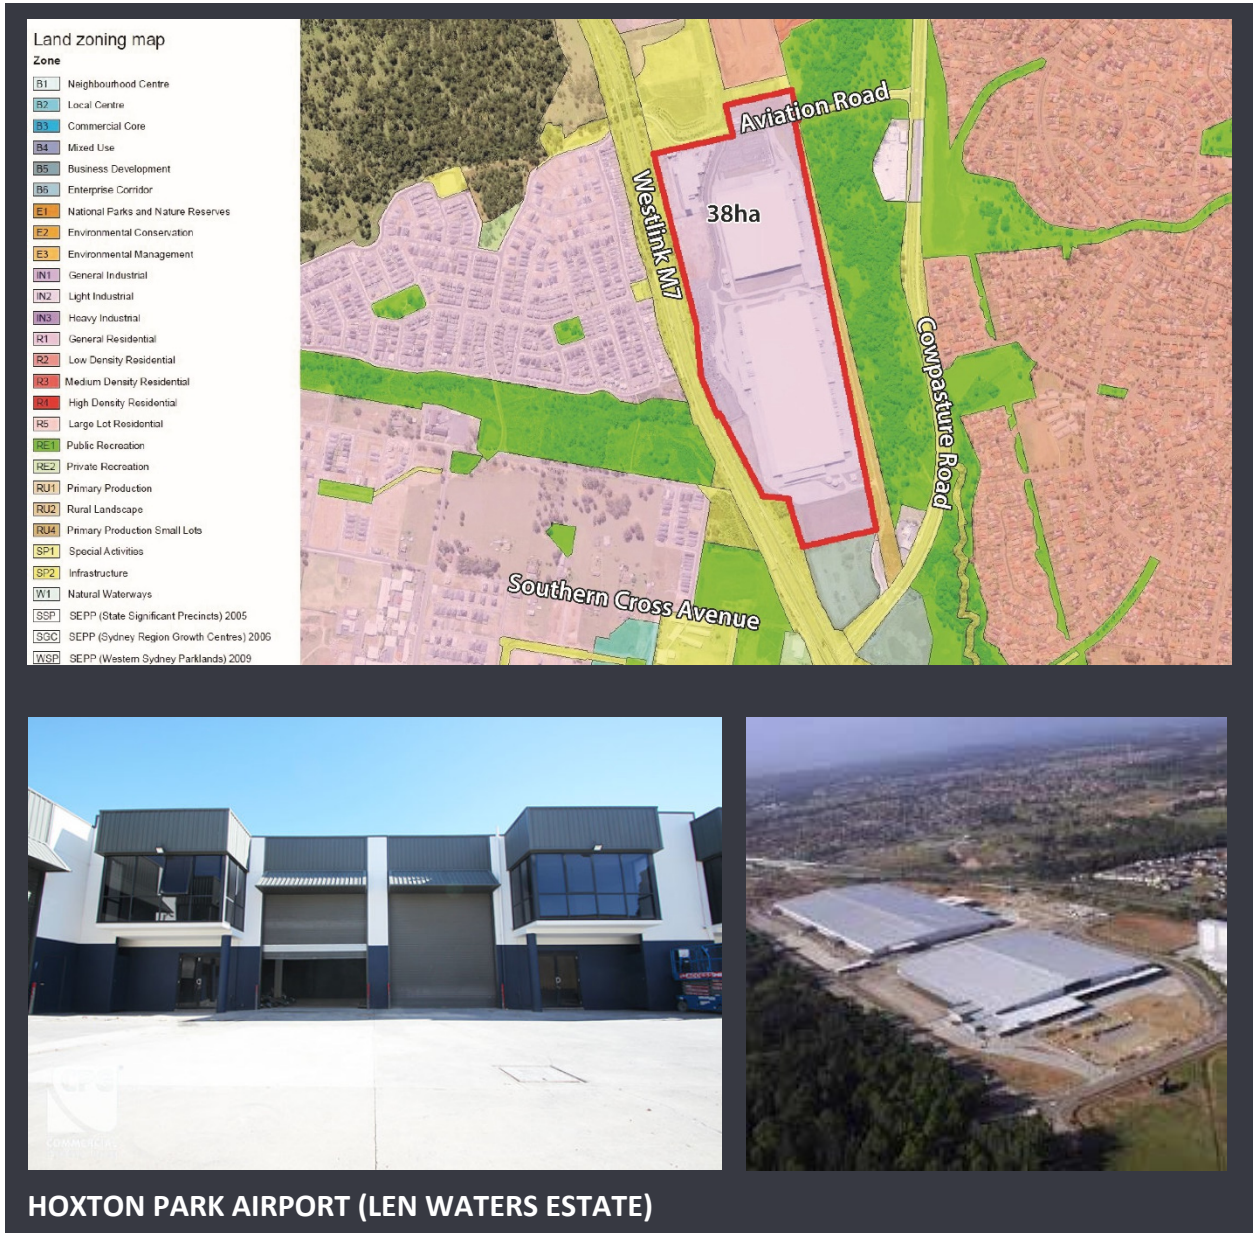 Land zoning map
Zone
B1 Neighbourhood Centre
B2 Local Centre
B3 Commercial Core
B4 Mixed Use
B5 Business Development
B6 Enterprise Corridor
E1 National Parks and Nature Reserves
E2 Environmental Conservation
E3 Environmental Management
IN1 General Industrial
IN2 Light Industrial
IN3 Heavy Industrial
R1 General Residential
R2 Low Density Residential
R3 Medium Density Residential
R4 High Density Residential
R5 Large Lot Residential
RE1 Public Recreation
RE2 Private Recreation
RU1 Primary Production
RU2 Rural Landscape
RU4 Primary Production Small Lots
SP1 Special Activities
SP2 Infrastructure
W1 Natural Waterways
SSP SEPP (State Significant Precincts) 2005
SGC SEPP (Sydney Region Growth Centres) 2006
WSP SEPP (Western Sydney Parklands) 2009
Aviation Road
Westlink M7
38ha
Cowpasture Road
Southern Cross Avenue
HOXTON PARK AIRPORT (LEN WATERS ESTATE)